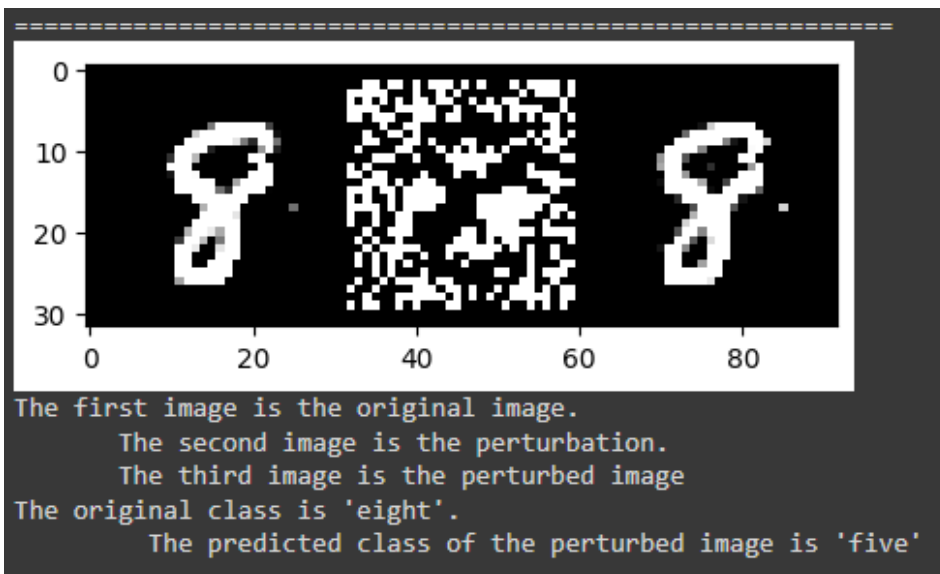 ===========================================================
0
10
20
30
0 20 40 60 80
The first image is the original image.
The second image is the perturbation.
The third image is the perturbed image
The original class is 'eight'.
The predicted class of the perturbed image is 'five'